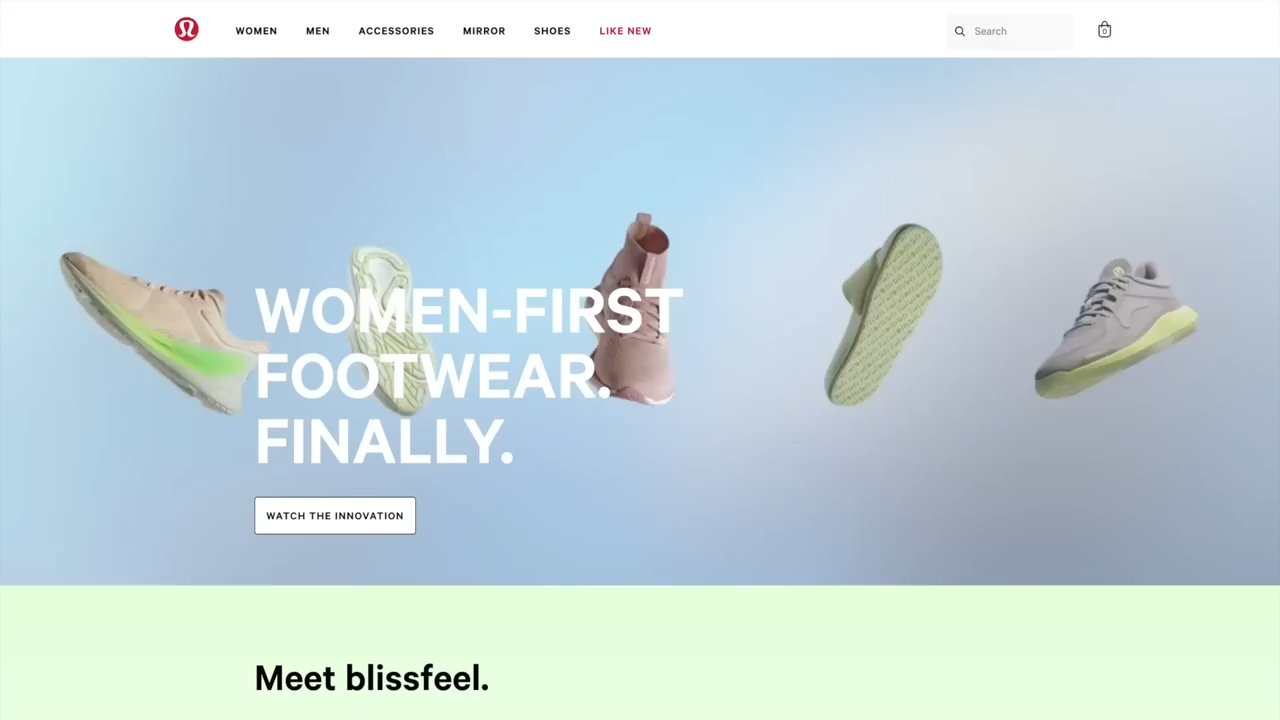 WOMEN MEN ACCESSORIES MIRROR SHOES LIKE NEW Search 0
WOMEN-FIRST
FOOTWEAR.
FINALLY.
WATCH THE INNOVATION
Meet blissfeel.